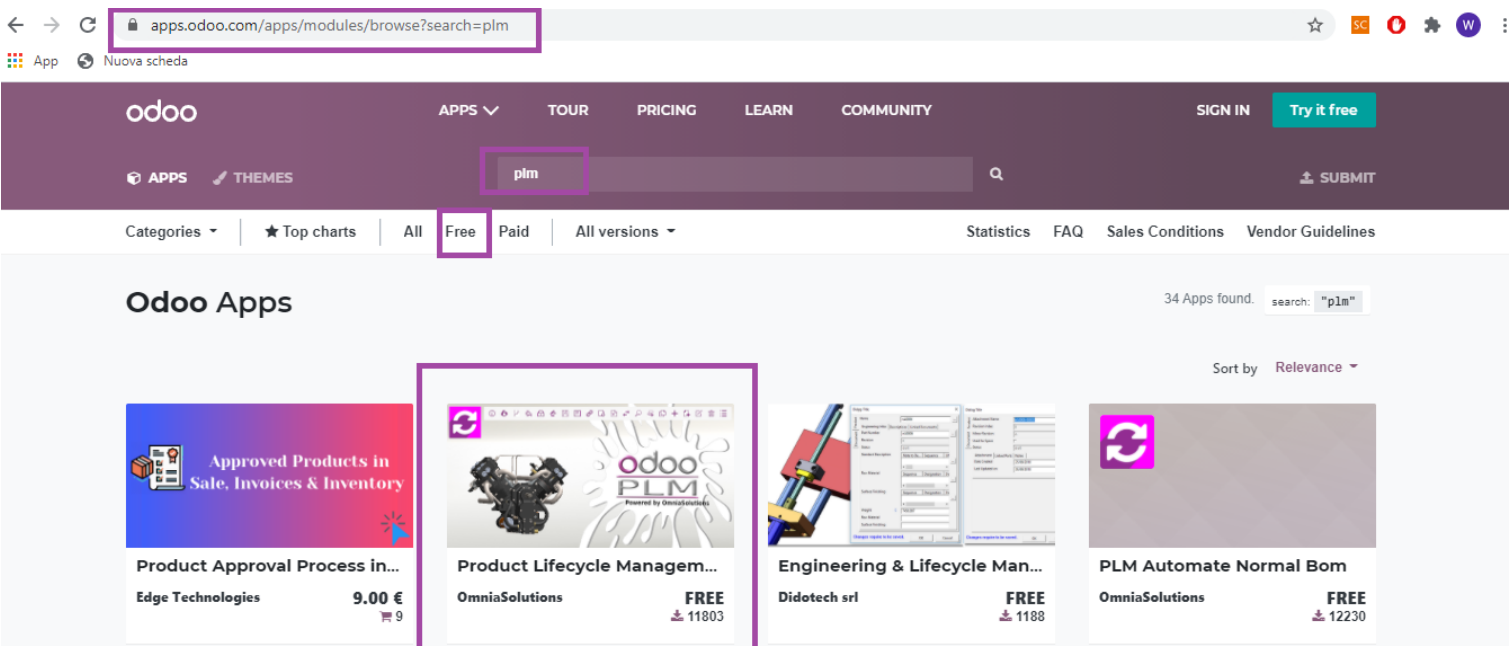 apps.odoo.com/apps/modules/browse?search=plm
SC
W
App Nuova scheda
odoo APPS TOUR PRICING LEARN COMMUNITY SIGN IN Try it free
APPS THEMES plm SUBMIT
Categories Top charts All Free Paid All versions Statistics FAQ Sales Conditions Vendor Guidelines
Odoo Apps 34 Apps found. search: "plm"
Sort by Relevance
Approved Products in
Sale, Invoices & Inventory
Product Approval Process in...
Edge Technologies 9.00 €
9
odoo
PLM
Powered by OmniaSolutions
Product Lifecycle Managem...
OmniaSolutions FREE
11803
Engineering & Lifecycle Man...
Didotech srl FREE
1188
PLM Automate Normal Bom
OmniaSolutions FREE
12230